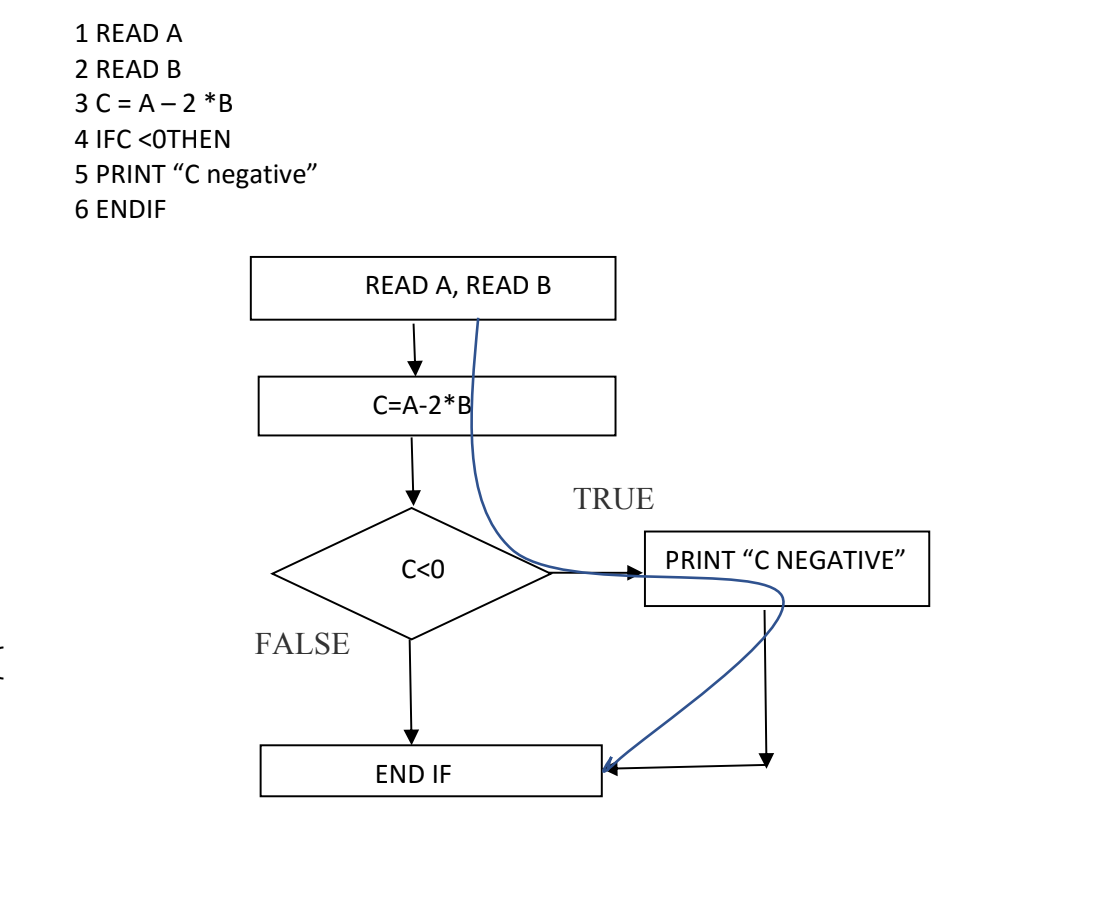 1 READ A
2 READ B
3 C = A – 2 *B
4 IFC <0THEN
5 PRINT “C negative”
6 ENDIF
READ A, READ B
C=A-2*B
TRUE
C<0
PRINT “C NEGATIVE”
FALSE
END IF